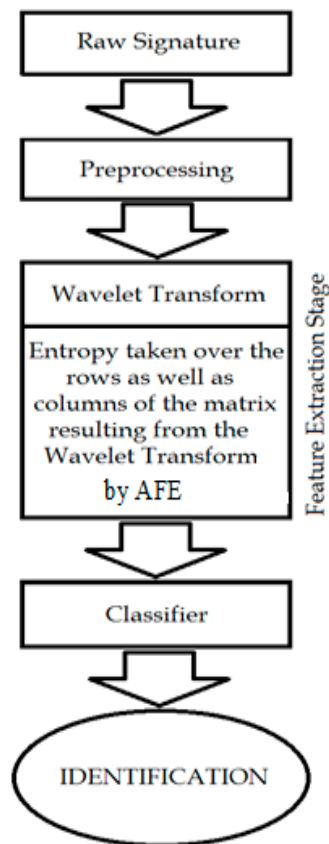 Raw Signature
Preprocessing
Wavelet Transform
Entropy taken over the
rows as well as
columns of the matrix
resulting from the
Wavelet Transform
by AFE
Feature Extraction Stage
Classifier
IDENTIFICATION